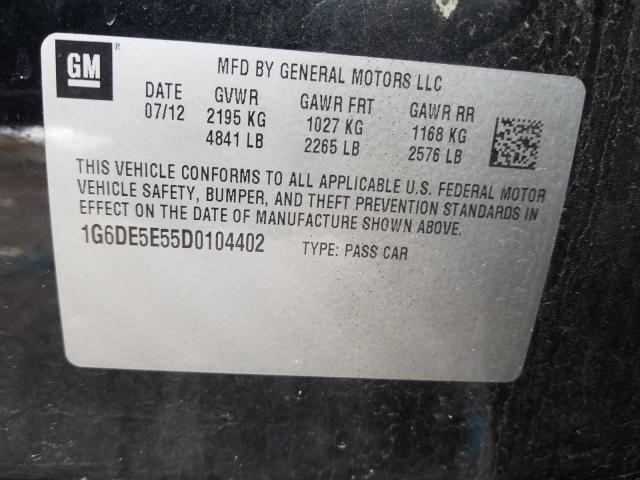 GM ®
MFD BY GENERAL MOTORS LLC
DATE GVWR GAWR FRT GAWR RR
07/12 2195 KG 1027 KG 1168 KG
4841 LB 2265 LB 2576 LB
THIS VEHICLE CONFORMS TO ALL APPLICABLE U.S. FEDERAL MOTOR
VEHICLE SAFETY, BUMPER, AND THEFT PREVENTION STANDARDS IN
EFFECT ON THE DATE OF MANUFACTURE SHOWN ABOVE.
1G6DE5E55D0104402 TYPE: PASS CAR